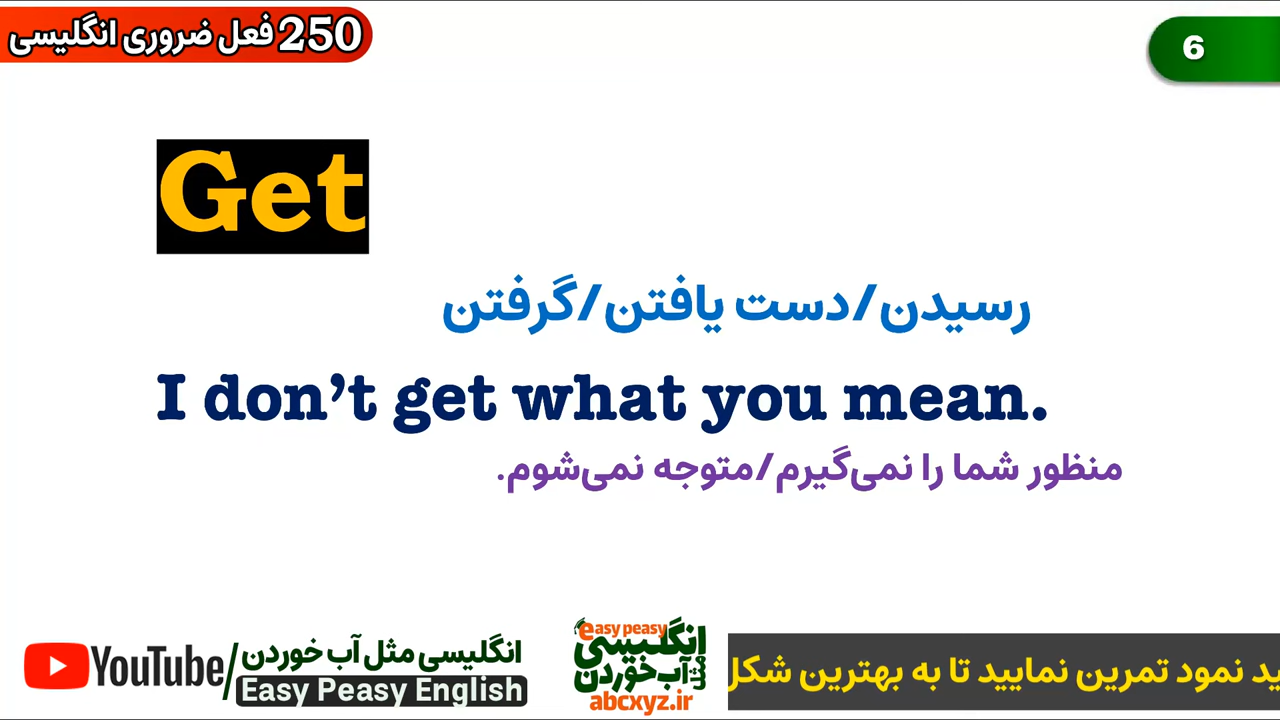 250 فعل ضروری انگلیسی
6
Get
رسیدن/دست یافتن/گرفتن
I don’t get what you mean.
منظور شما را نمی‌گیرم/متوجه نمی‌شوم.
YouTube/انگلیسی مثل آب خوردن
Easy Peasy English
easy peasy
انگلیسی
مثل آب خوردن
abcxyz.ir
نمود تمرین نمایید تا به بهترین شکل